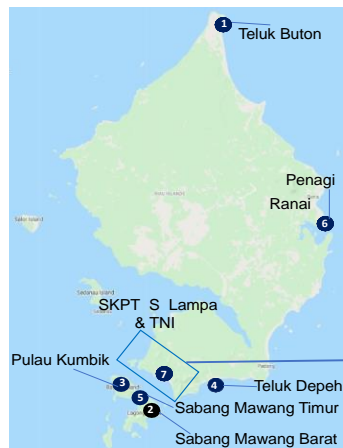 1
Teluk Buton
Penagi
Ranai
6
SKPT S Lampa
& TNI
Pulau Kumbik
7
3
4
Teluk Depeh
5
Sabang Mawang Timur
2
Sabang Mawang Barat